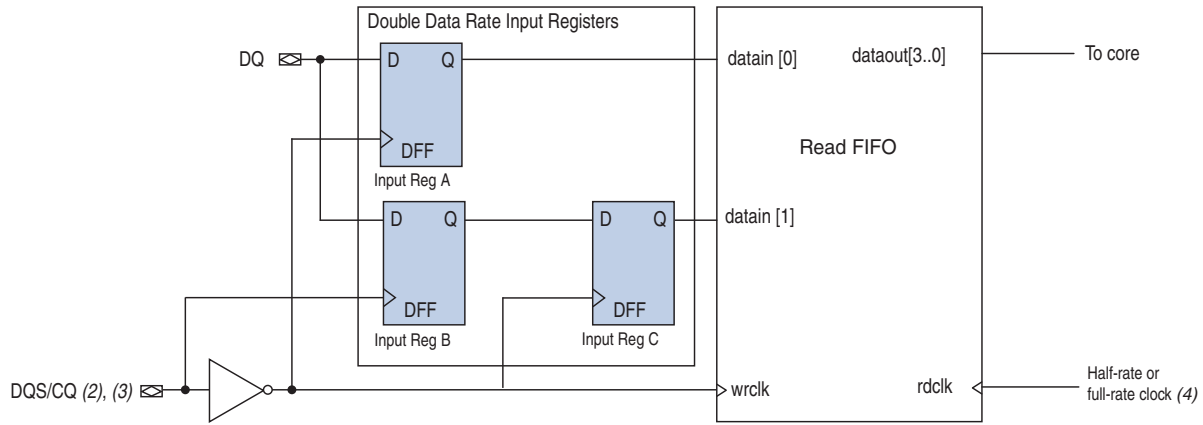 Double Data Rate Input Registers
DQ
D Q
DFF
Input Reg A
datain [0]
dataout[3..0]
To core
Read FIFO
D Q
DFF
Input Reg B
D Q
DFF
Input Reg C
datain [1]
DQS/CQ (2), (3)
wrclk
rdclk
Half-rate or
full-rate clock (4)